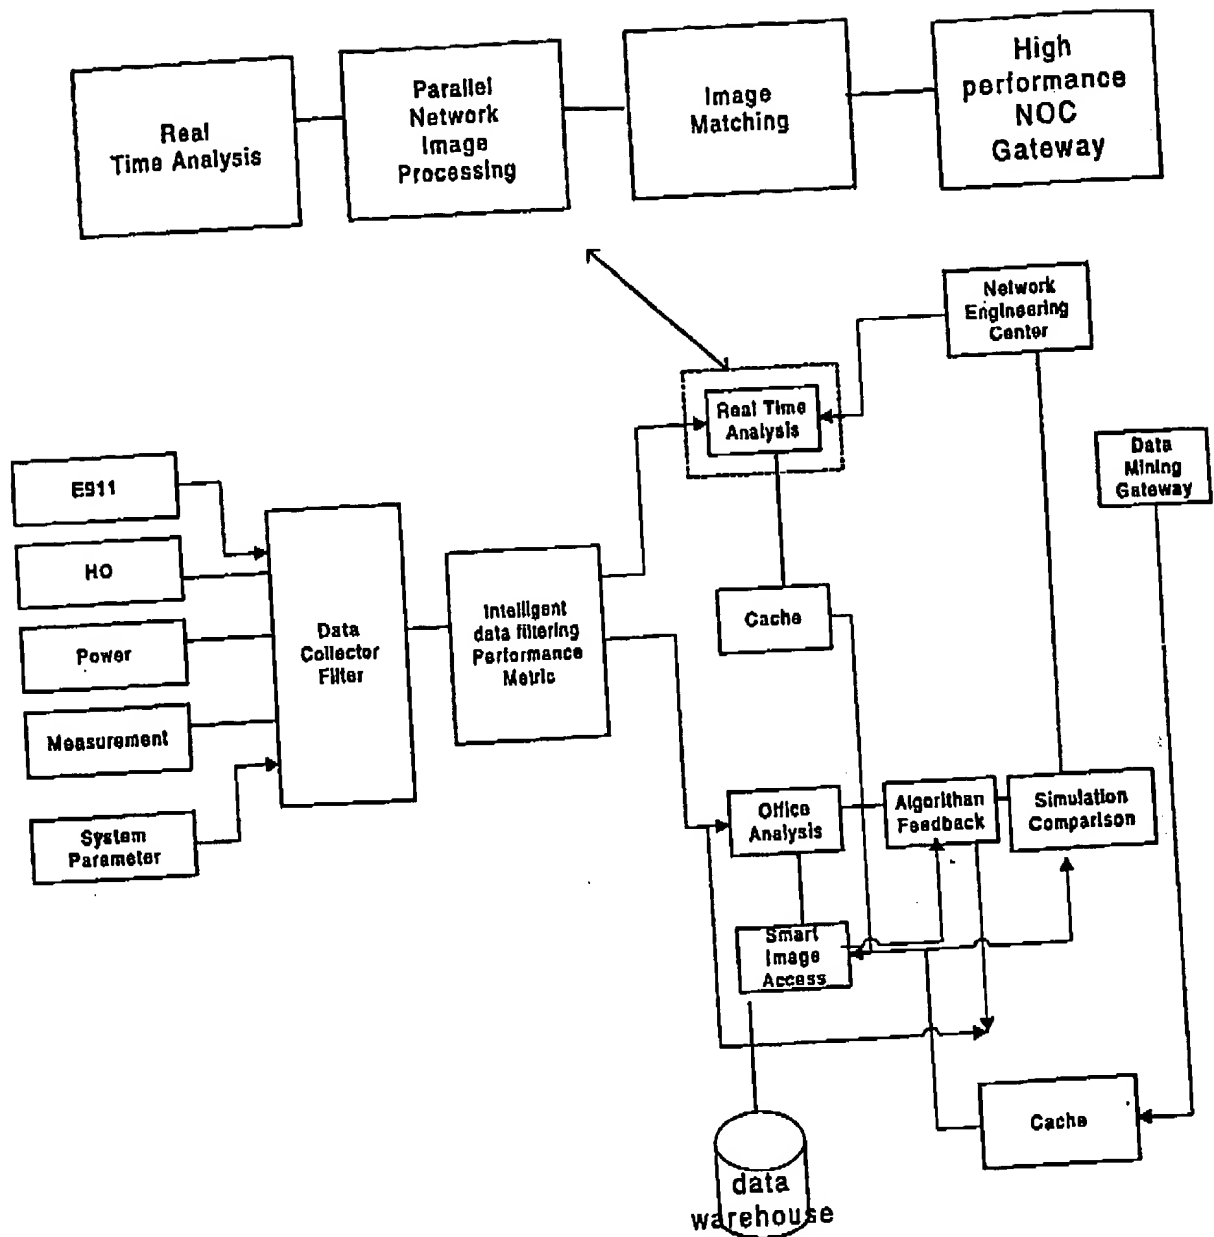 Real
Time Analysis
Parallel
Network
Image
Processing
Image
Matching
High
performance
NOC
Gateway
Network
Engineering
Center
Real Time
Analysis
Data
Mining
Gateway
E911
HO
Power
Measurement
System
Parameter
Data
Collector
Filter
Intelligent
data filtering
Performance
Metric
Cache
Office
Analysis
Algorithan
Feedback
Simulation
Comparison
Smart
Image
Access
Cache
data
warehouse